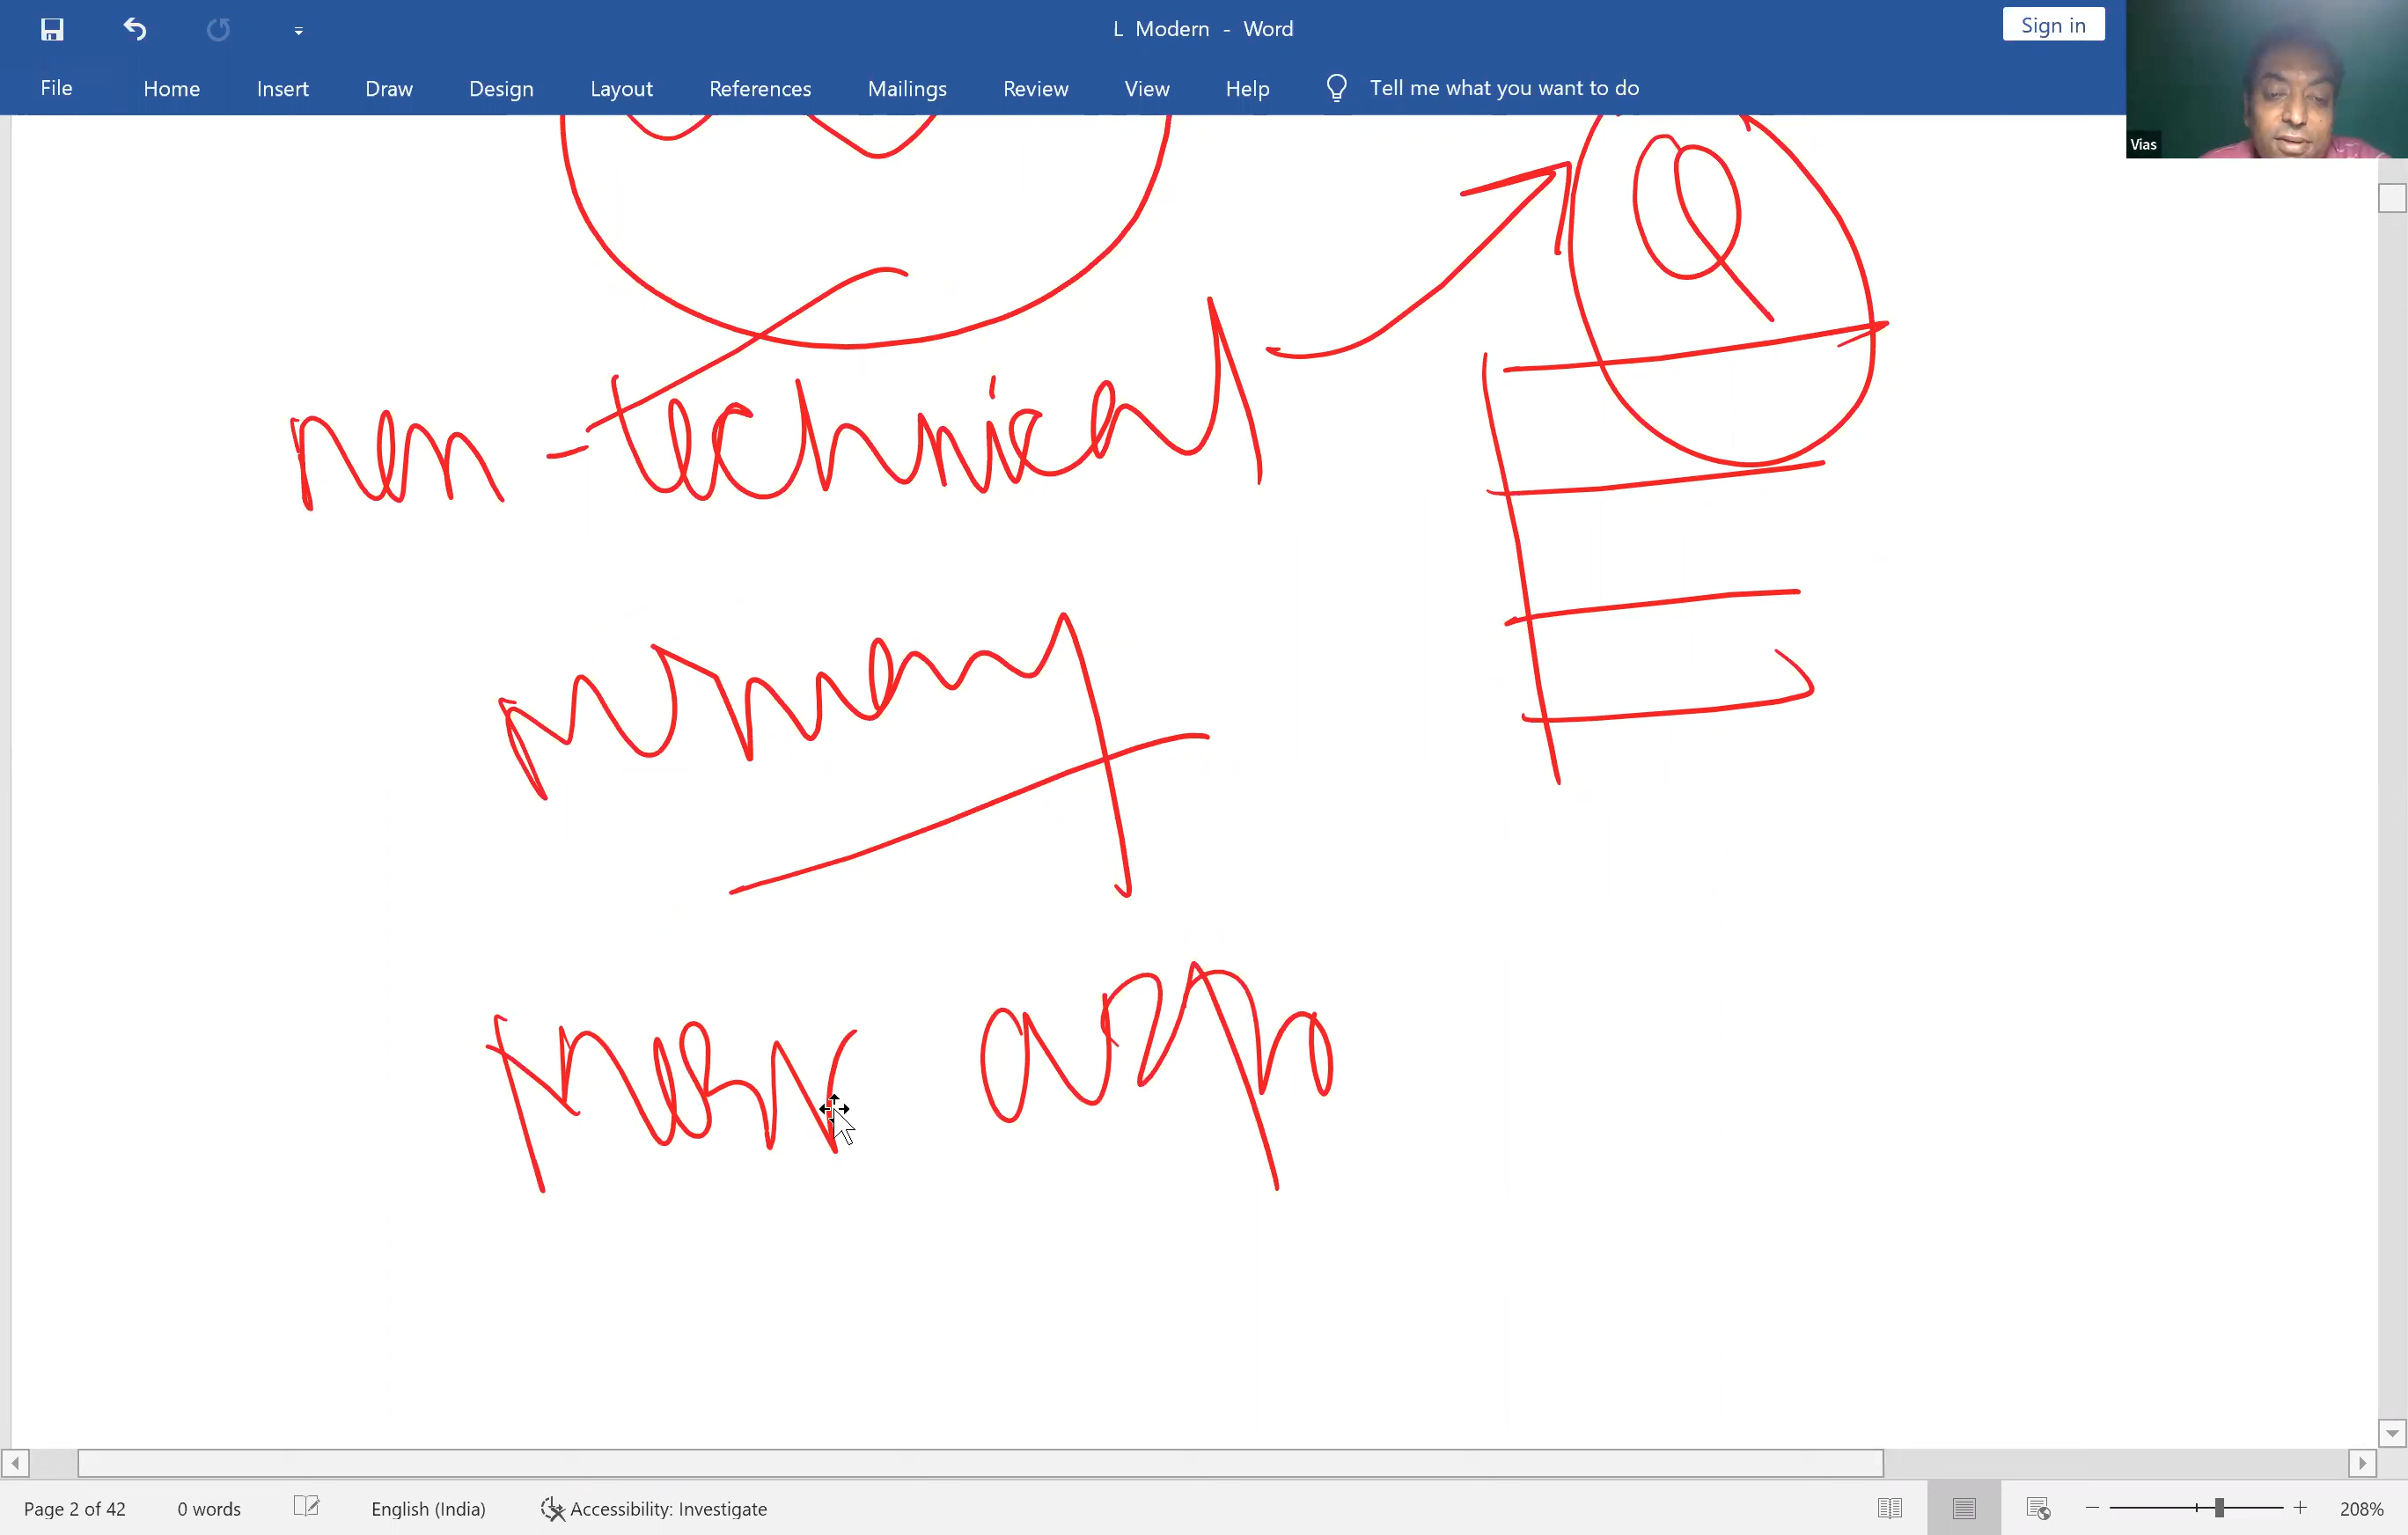 L Modern - Word
Sign in
File Home Insert Draw Design Layout References Mailings Review View Help Tell me what you want to do
Vias
Q
non-technical
Page 2 of 42 0 words English (India) Accessibility: Investigate 208%